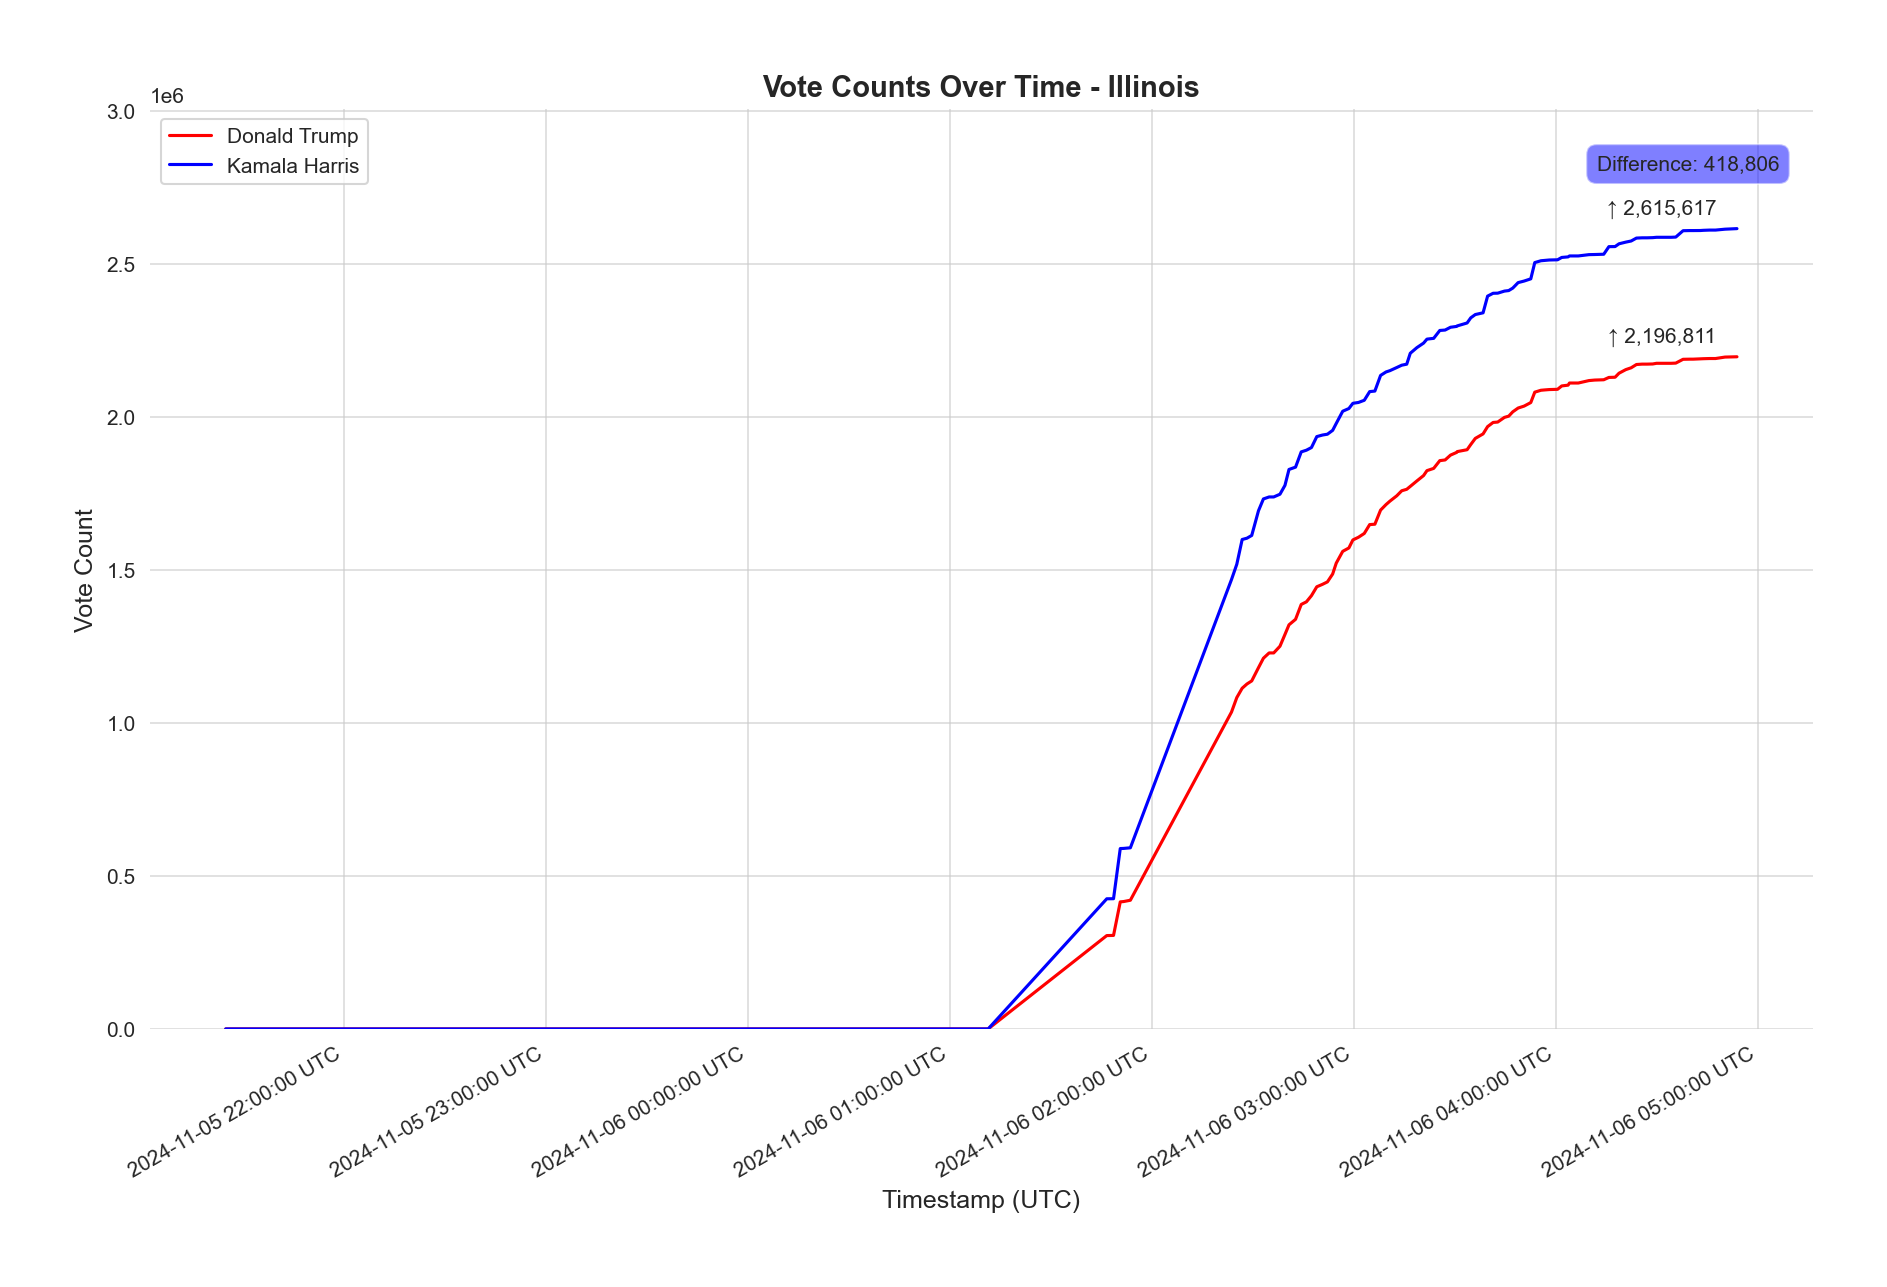 Vote Counts Over Time - Illinois
1e6
3.0
2.5
2.0
1.5
1.0
0.5
0.0
Vote Count
Donald Trump
Kamala Harris
Difference: 418,806
↑ 2,615,617
↑ 2,196,811
2024-11-05 22:00:00 UTC
2024-11-05 23:00:00 UTC
2024-11-06 00:00:00 UTC
2024-11-06 01:00:00 UTC
2024-11-06 02:00:00 UTC
2024-11-06 03:00:00 UTC
2024-11-06 04:00:00 UTC
2024-11-06 05:00:00 UTC
Timestamp (UTC)